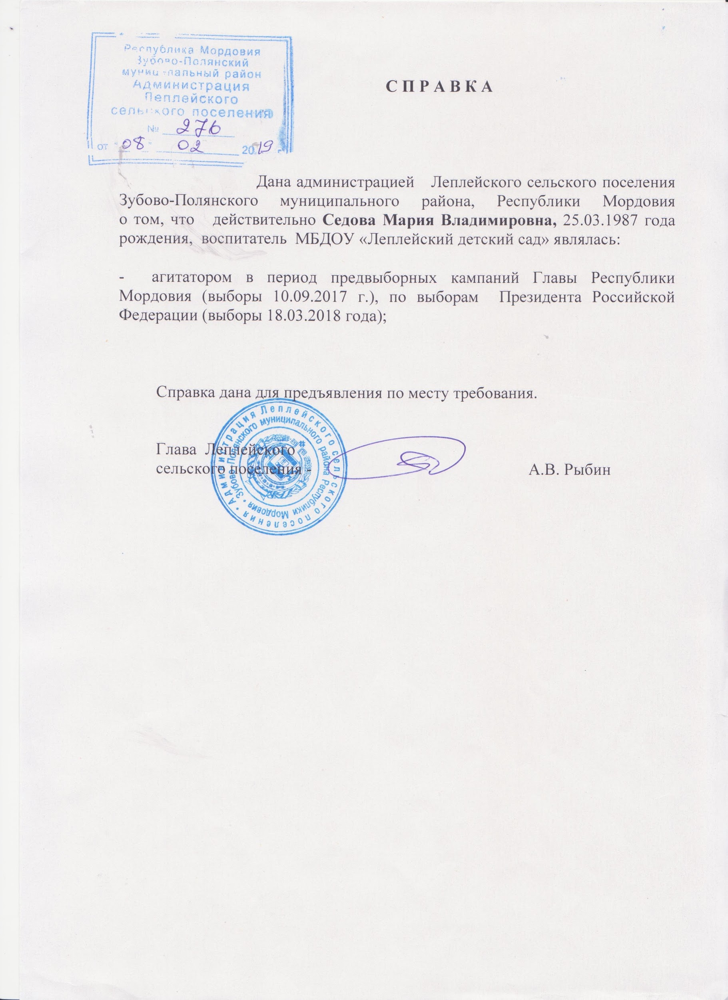 Республика Мордовия
Зубово-Полянский
муниципальный район
Администрация
Леплейского
сельского поселения
№ 276
от "08" 02 2019 г.
С П Р А В К А
Дана администрацией Леплейского сельского поселения
Зубово-Полянского муниципального района, Республики Мордовия
о том, что действительно Седова Мария Владимировна, 25.03.1987 года
рождения, воспитатель МБДОУ «Леплейский детский сад» являлась:
- агитатором в период предвыборных кампаний Главы Республики
Мордовия (выборы 10.09.2017 г.), по выборам Президента Российской
Федерации (выборы 18.03.2018 года);
Справка дана для предъявления по месту требования.
Глава Леплейского
сельского поселения - А.В. Рыбин
Администрация Леплейского сельского поселения
Зубово-Полянского муниципального района Республики Мордовия